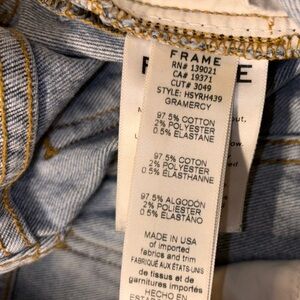 FRAME
RN# 139021
CA# 19371
CUT# 3049
STYLE: HSYRH439
GRAMERCY
97.5% COTTON
2% POLYESTER
0.5% ELASTANE
97.5% COTON
2% POLYESTER
0.5% ELASTHANNE
97.5% ALGODÓN
2% POLIESTER
0.5% ELASTANO
MADE IN USA
of imported
fabrics and trim
FABRIQUÉ AUX ÉTATS-UNIS
de tissus et de
garnitures importés
HECHO EN